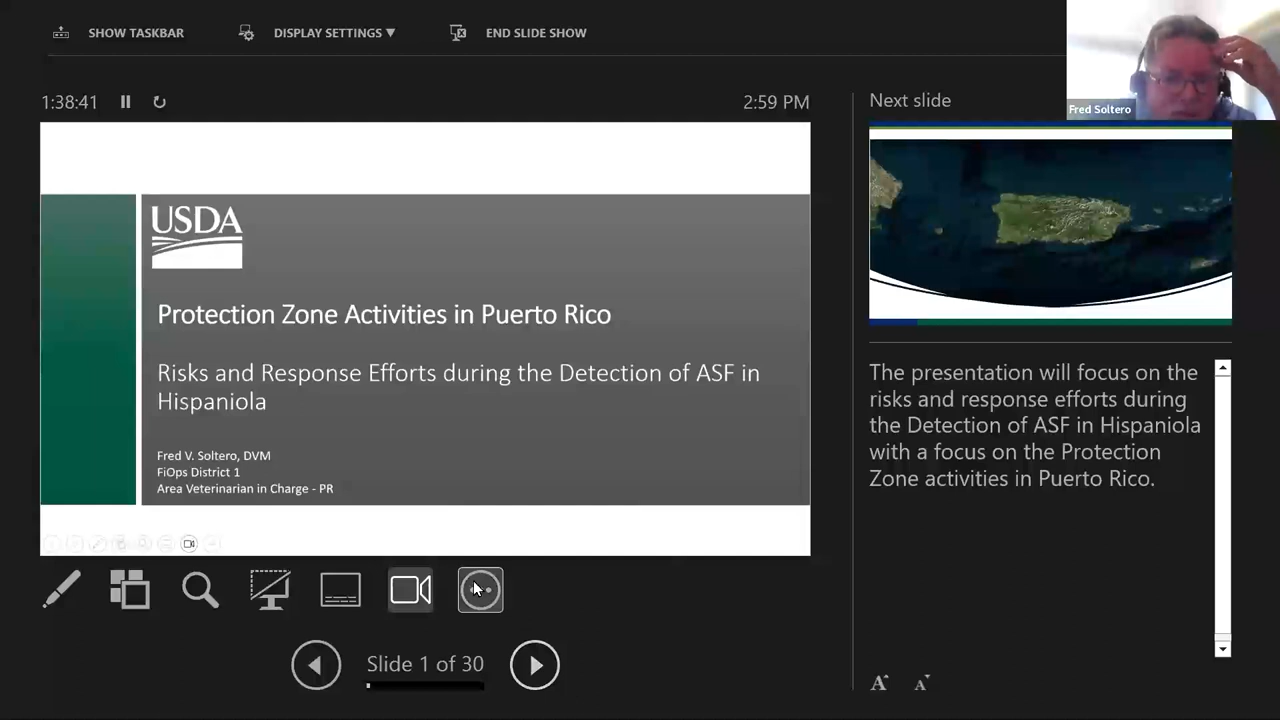 SHOW TASKBAR
DISPLAY SETTINGS ▼
END SLIDE SHOW
1:38:41
2:59 PM
Next slide
Fred Soltero
USDA
Protection Zone Activities in Puerto Rico
Risks and Response Efforts during the Detection of ASF in
Hispaniola
Fred V. Soltero, DVM
FiOps District 1
Area Veterinarian in Charge - PR
The presentation will focus on the
risks and response efforts during
the Detection of ASF in Hispaniola
with a focus on the Protection
Zone activities in Puerto Rico.
Slide 1 of 30
A A